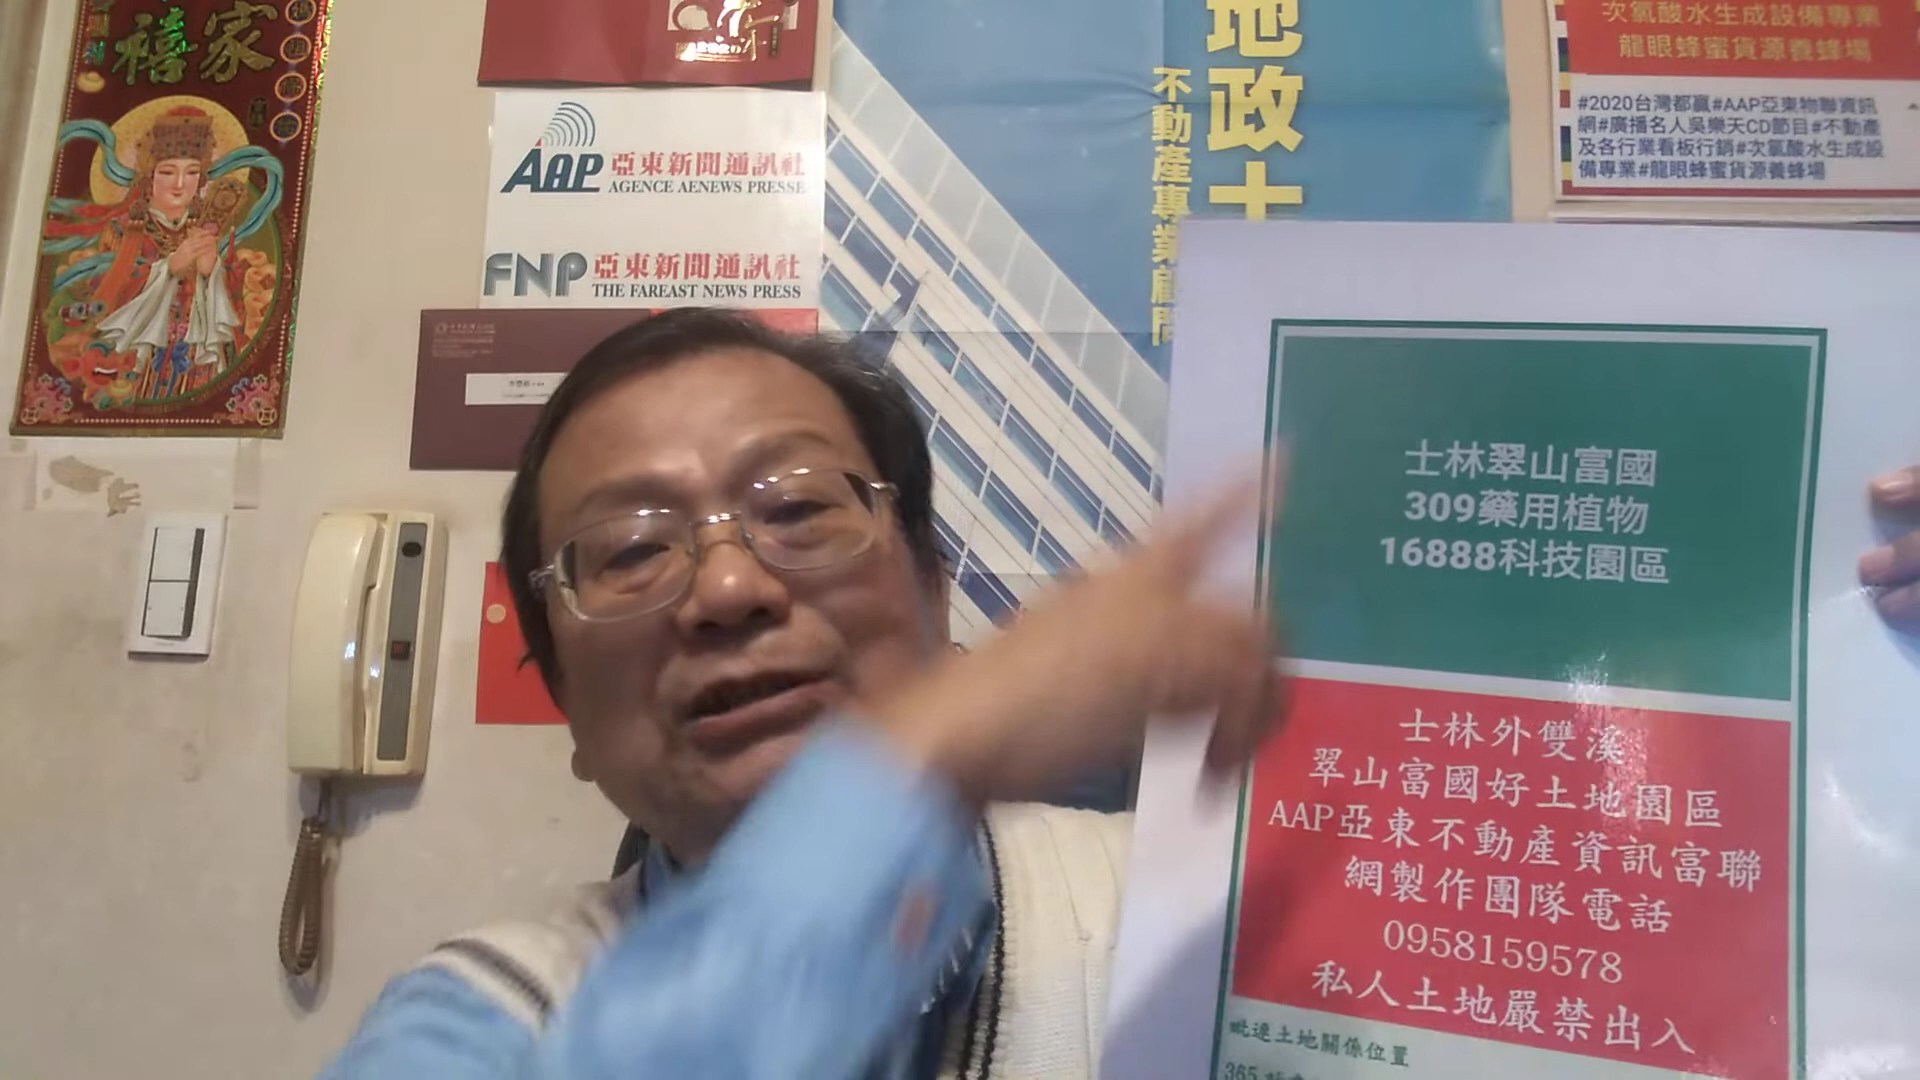 禧家
AAP 亞東新聞通訊社
AGENCE AENEWS PRESSE
FNP 亞東新聞通訊社
THE FAREAST NEWS PRESS
地政士
不動產專業顧問
次氯酸水生成設備專業
龍眼蜂蜜貨源養蜂場
#2020台灣都贏#AAP亞東物聯資訊
網#廣播名人吳樂天CD節目#不動產
及各行業看板行銷#次氯酸水生成設
備專業#龍眼蜂蜜貨源養蜂場
士林翠山富國
309藥用植物
16888科技園區
士林外雙溪
翠山富國好土地園區
AAP亞東不動產資訊富聯
網製作團隊電話
0958159578
私人土地嚴禁出入
毗連土地關係位置
365